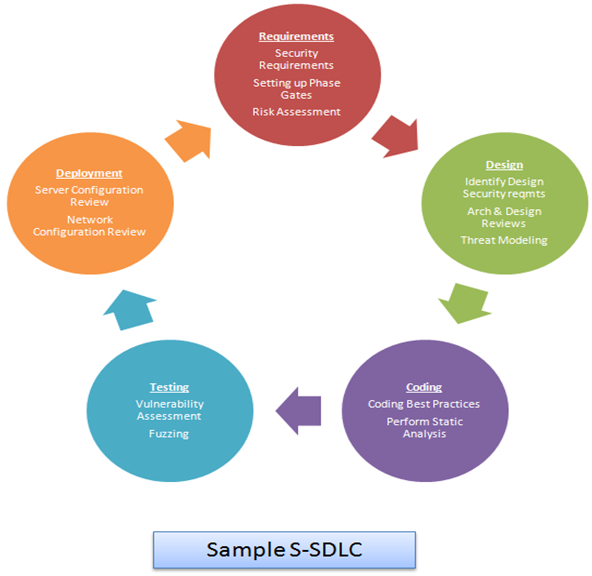 Requirements
Security
Requirements
Setting up Phase
Gates
Risk Assessment
Design
Identify Design
Security reqmts
Arch & Design
Reviews
Threat Modeling
Coding
Coding Best Practices
Perform Static
Analysis
Testing
Vulnerability
Assessment
Fuzzing
Deployment
Server Configuration
Review
Network
Configuration Review
Sample S-SDLC